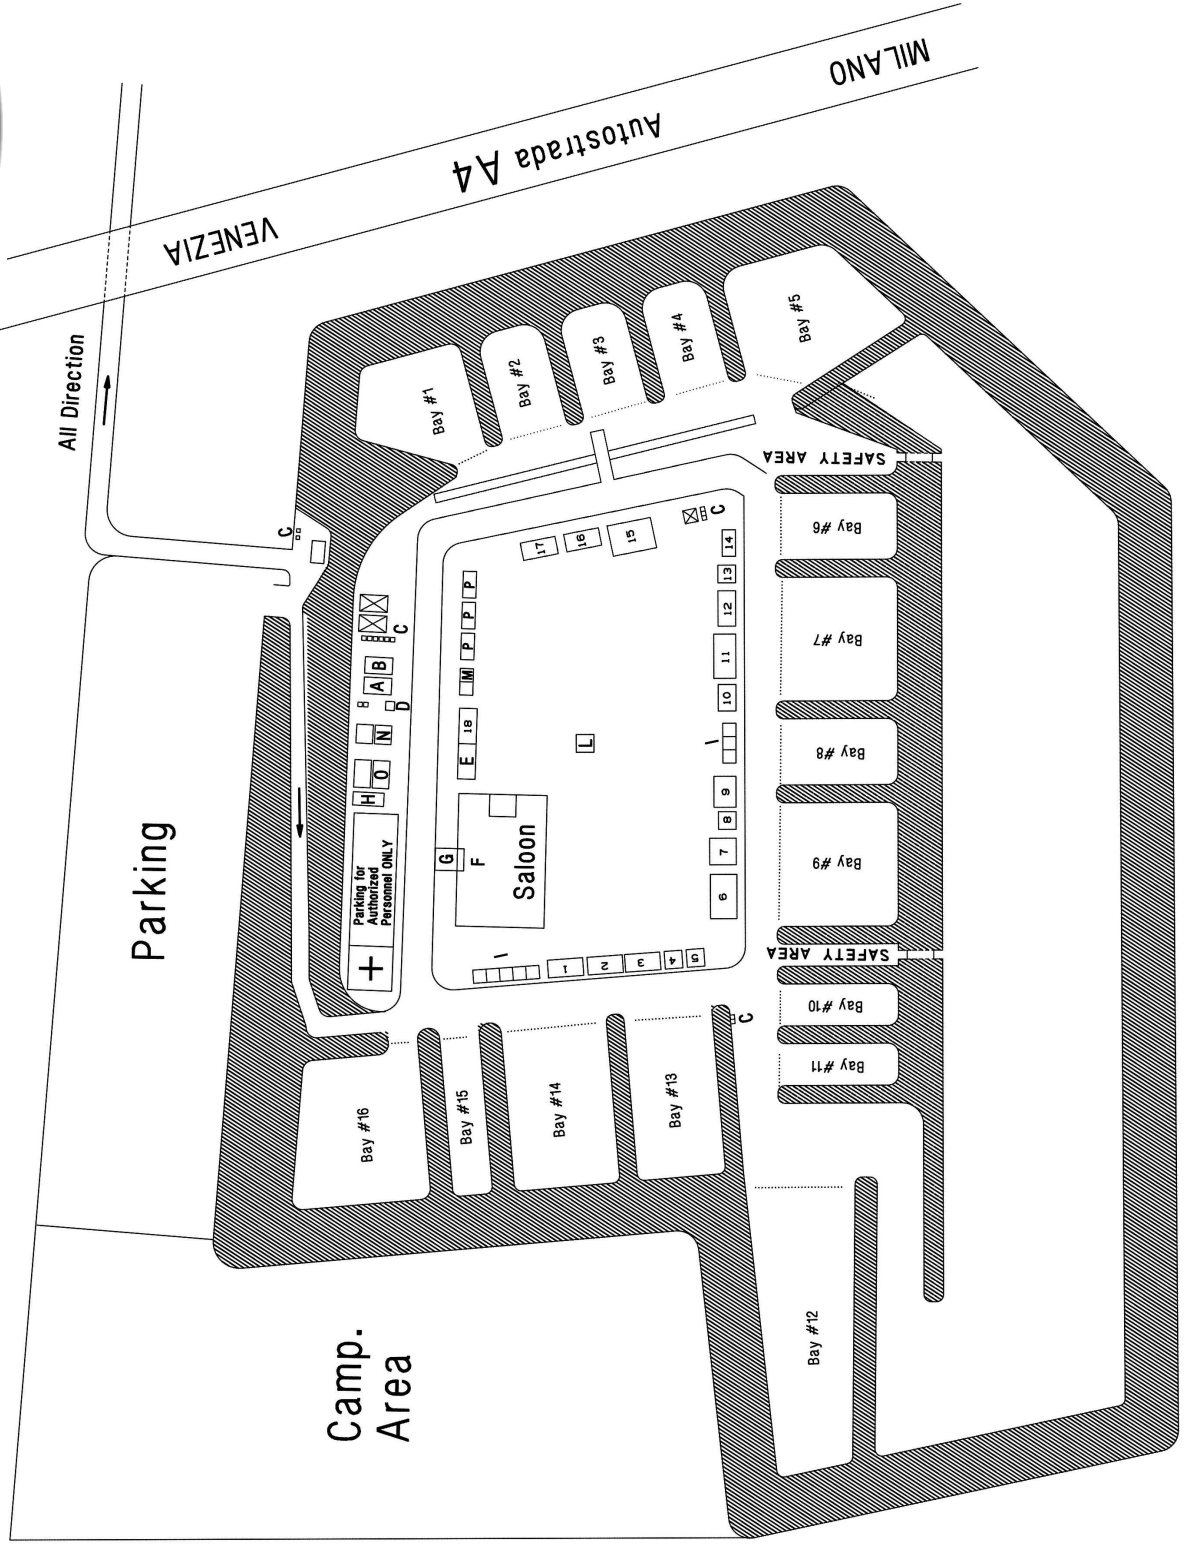 MILANO
Autostrada A4
VENEZIA
All Direction
Parking
Camp.
Area
Bay #1
Bay #2
Bay #3
Bay #4
Bay #5
SAFETY AREA
Bay #6
Bay #7
Bay #8
Bay #9
SAFETY AREA
Bay #10
Bay #11
Bay #12
Bay #13
Bay #14
Bay #15
Bay #16
C
C
B
A
D
N
O
H
Parking for
Authorized
Personnel ONLY
P
P
P
M
18
E
G
F
Saloon
L
I
1
2
3
4
5
6
7
8
9
I
10
11
12
13
14
C
15
16
17
C